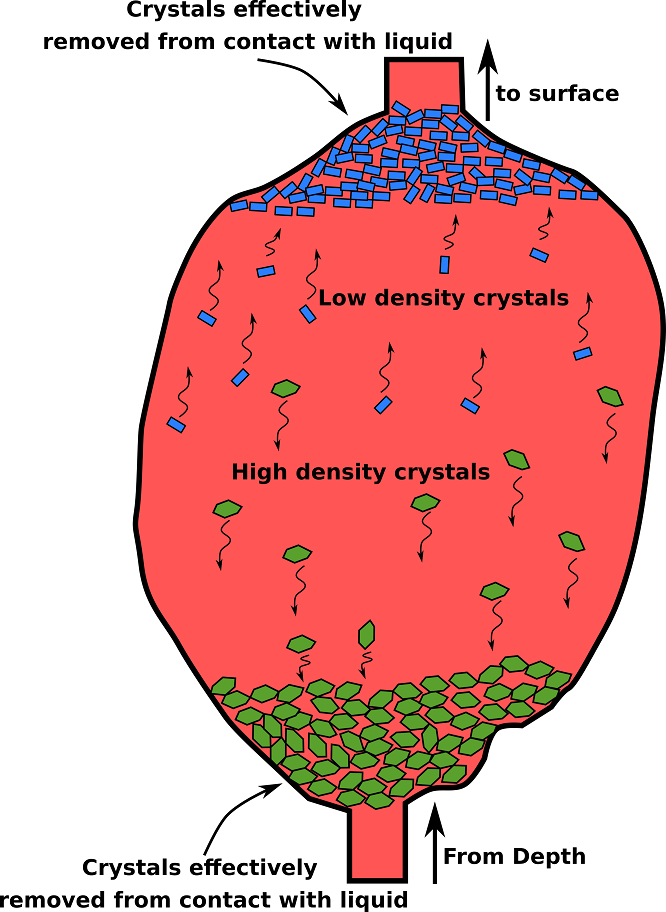 Crystals effectively
removed from contact with liquid
to surface
Low density crystals
High density crystals
From Depth
Crystals effectively
removed from contact with liquid